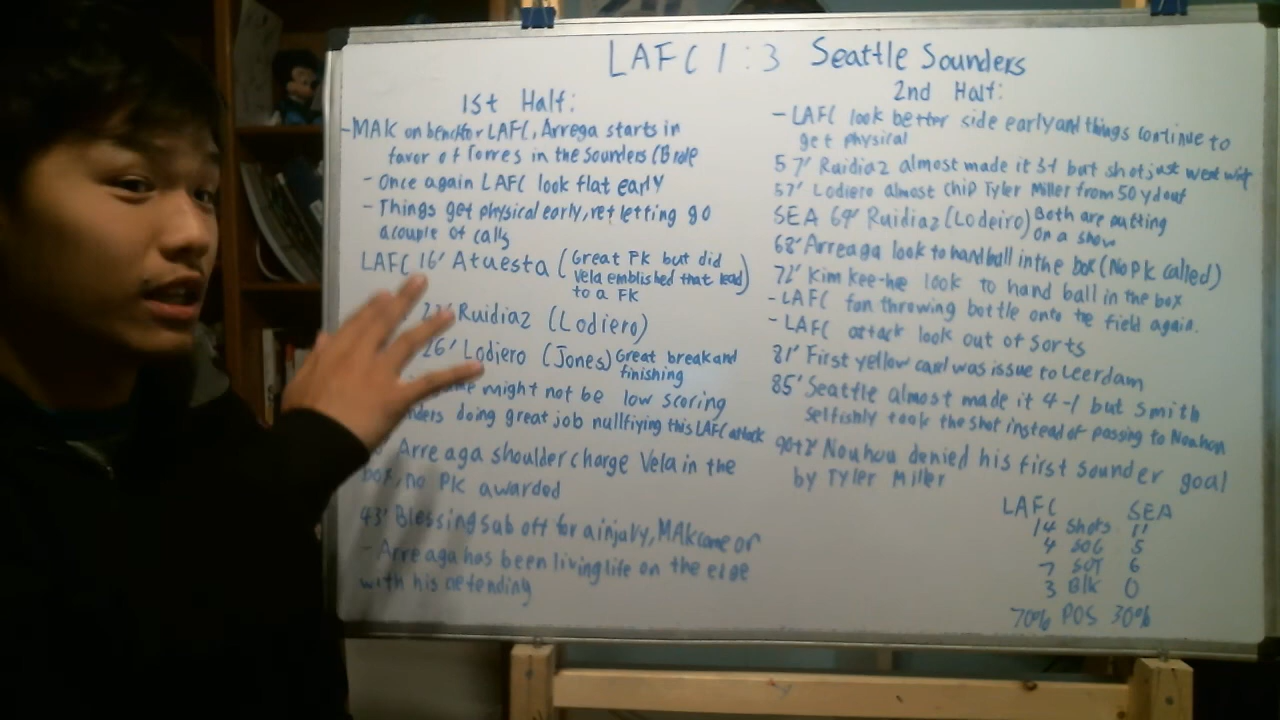 LAFC 1 : 3 Seattle Sounders
1st Half:
- MAK on bench for LAFC, Arrega starts in
favor of Torres in the Sounders CB role
- Once again LAFC look flat early
- Things get physical early, ref letting go
a couple of calls
LAFC 16' Atuesta (Great FK but did
Vela emblished that lead)
to a FK
Ruidiaz (Lodiero)
26' Lodiero (Jones) Great break and
finishing
might not be low scoring
doing great job nullfiying this LAFC attack
Arreaga shoulder charge Vela in the
box, no PK awarded
43' Blessing sub off for a injury, MAK come on
- Arreaga has been living life on the edge
with his defending
2nd Half:
- LAFC look better side early and things continue to
get physical
57' Raidiaz almost made it 3-1 but shot just went wide
57' Lodiero almost chip Tyler Miller from 50 yd out
SEA 64' Ruidiaz (Lodeiro) Both are putting
on a show
68' Arreaga look to handball in the box (No PK called)
72' Kim Kee-he look to hand ball in the box
- LAFC fan throwing bottle onto the field again.
- LAFC attack look out of sorts
81' First yellow card was issue to Leerdam
85' Seattle almost made it 4-1 but Smith
selfishly took the shot instead of passing to Nouhou
90+2' Nouhou denied his first sounder goal
by Tyler Miller
LAFC SEA
14 Shots 11
4 SOG 5
7 SOT 6
3 Blk 0
70% POS 30%